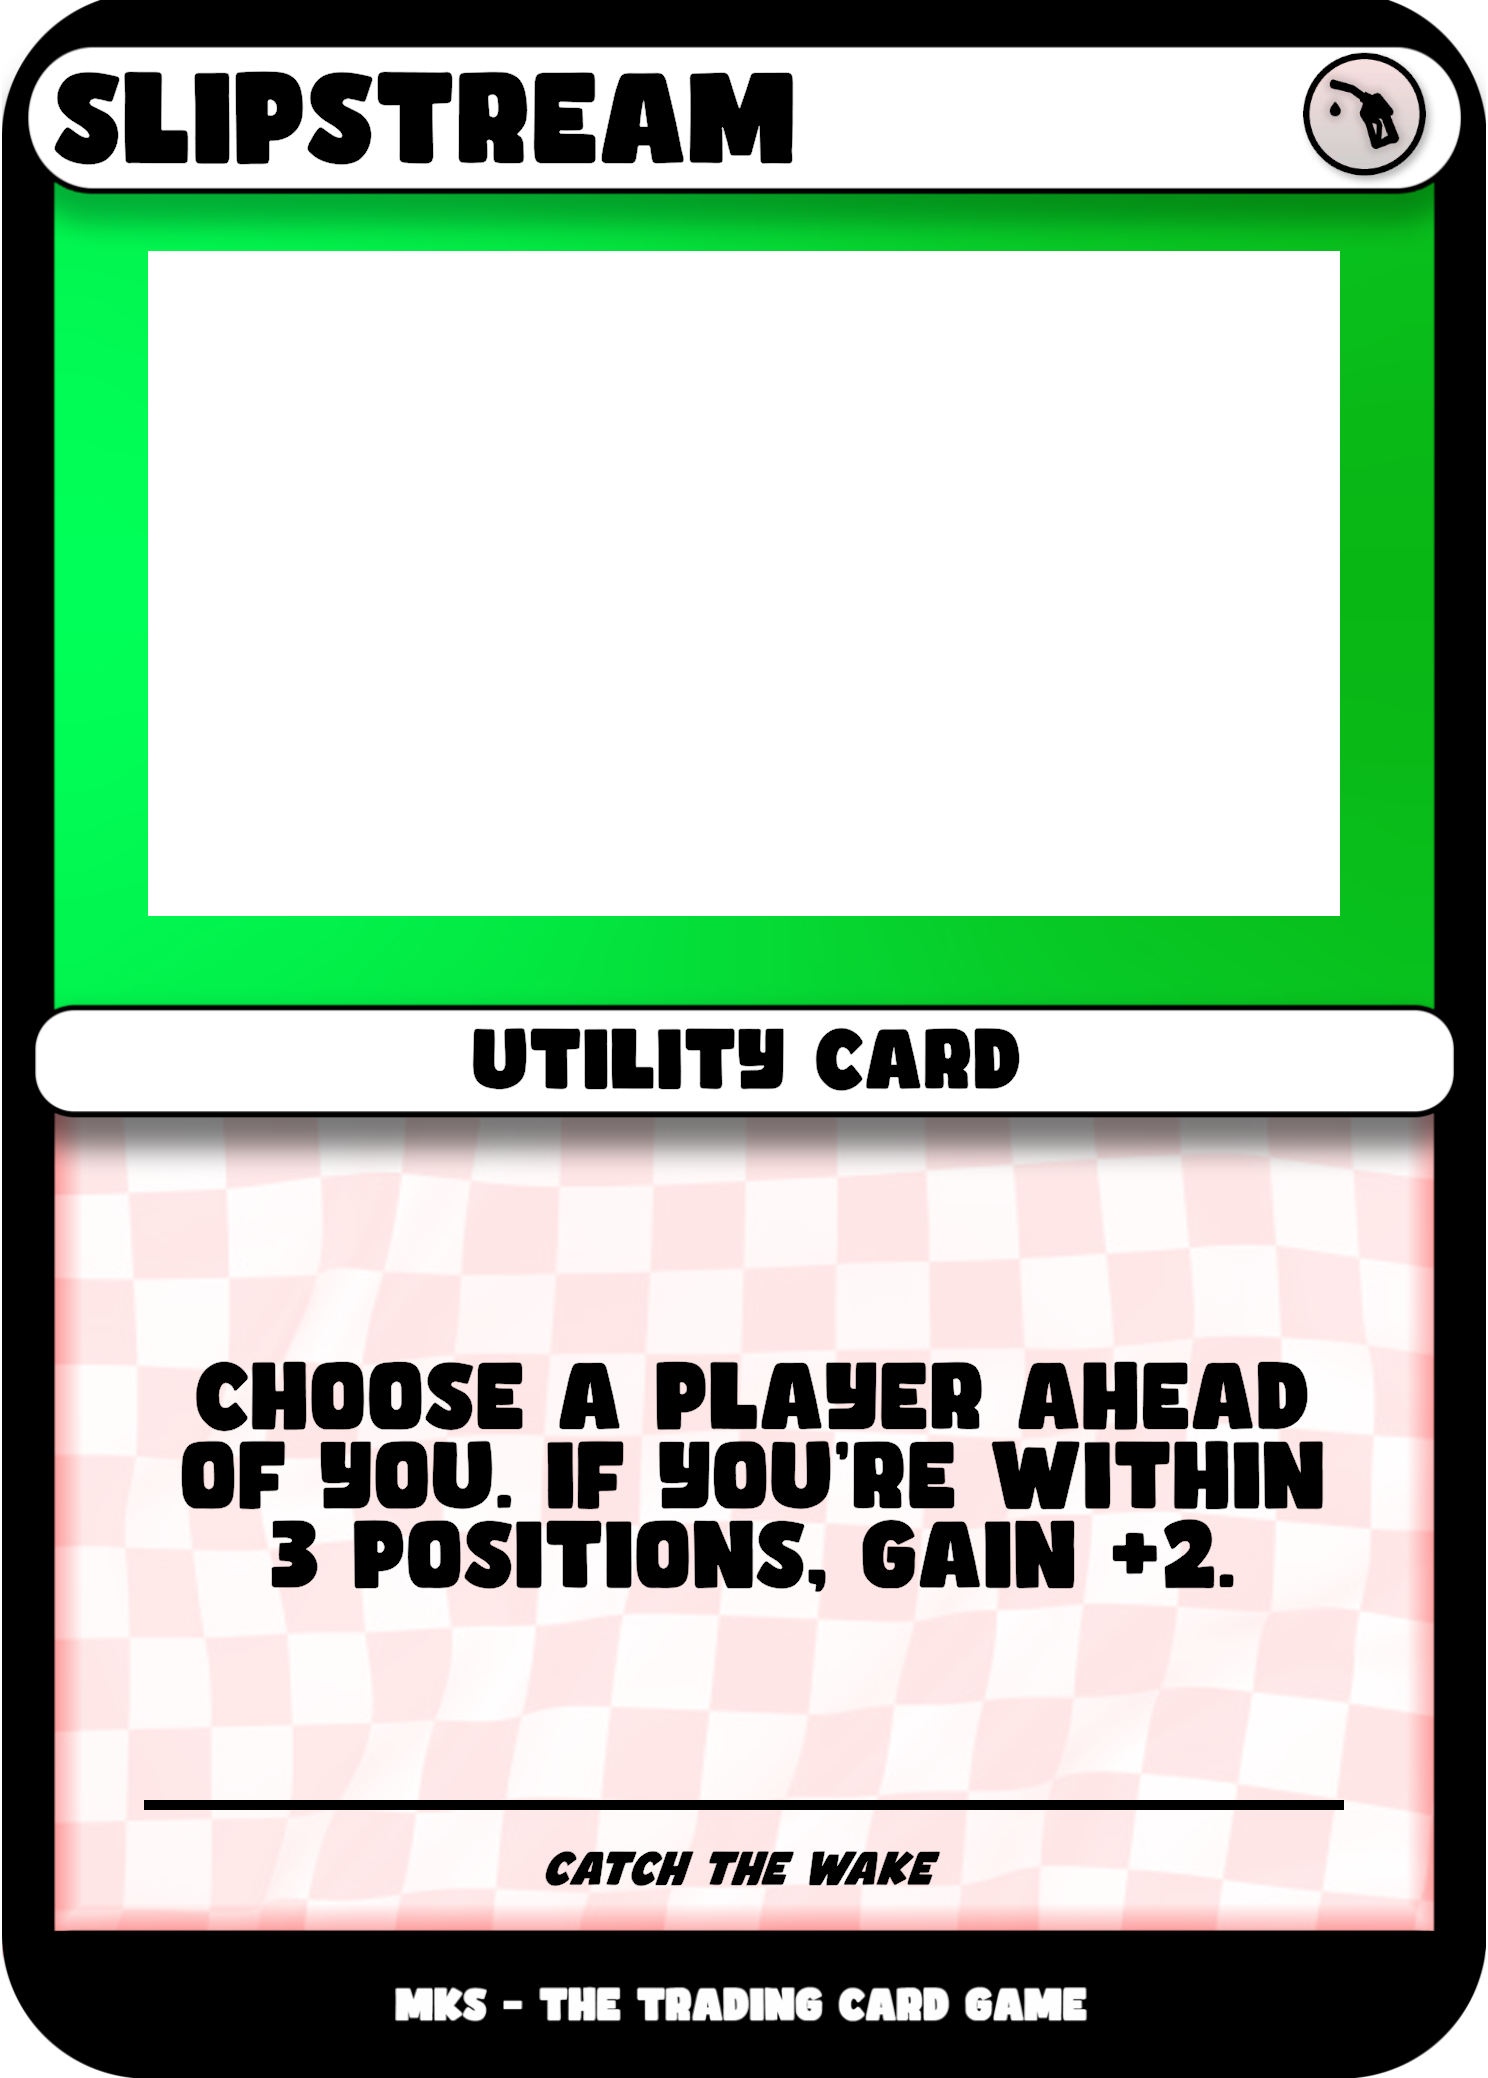 SLIPSTREAM
UTILITY CARD
CHOOSE A PLAYER AHEAD
OF YOU. IF YOU'RE WITHIN
3 POSITIONS, GAIN +2.
CATCH THE WAKE
MKS - THE TRADING CARD GAME